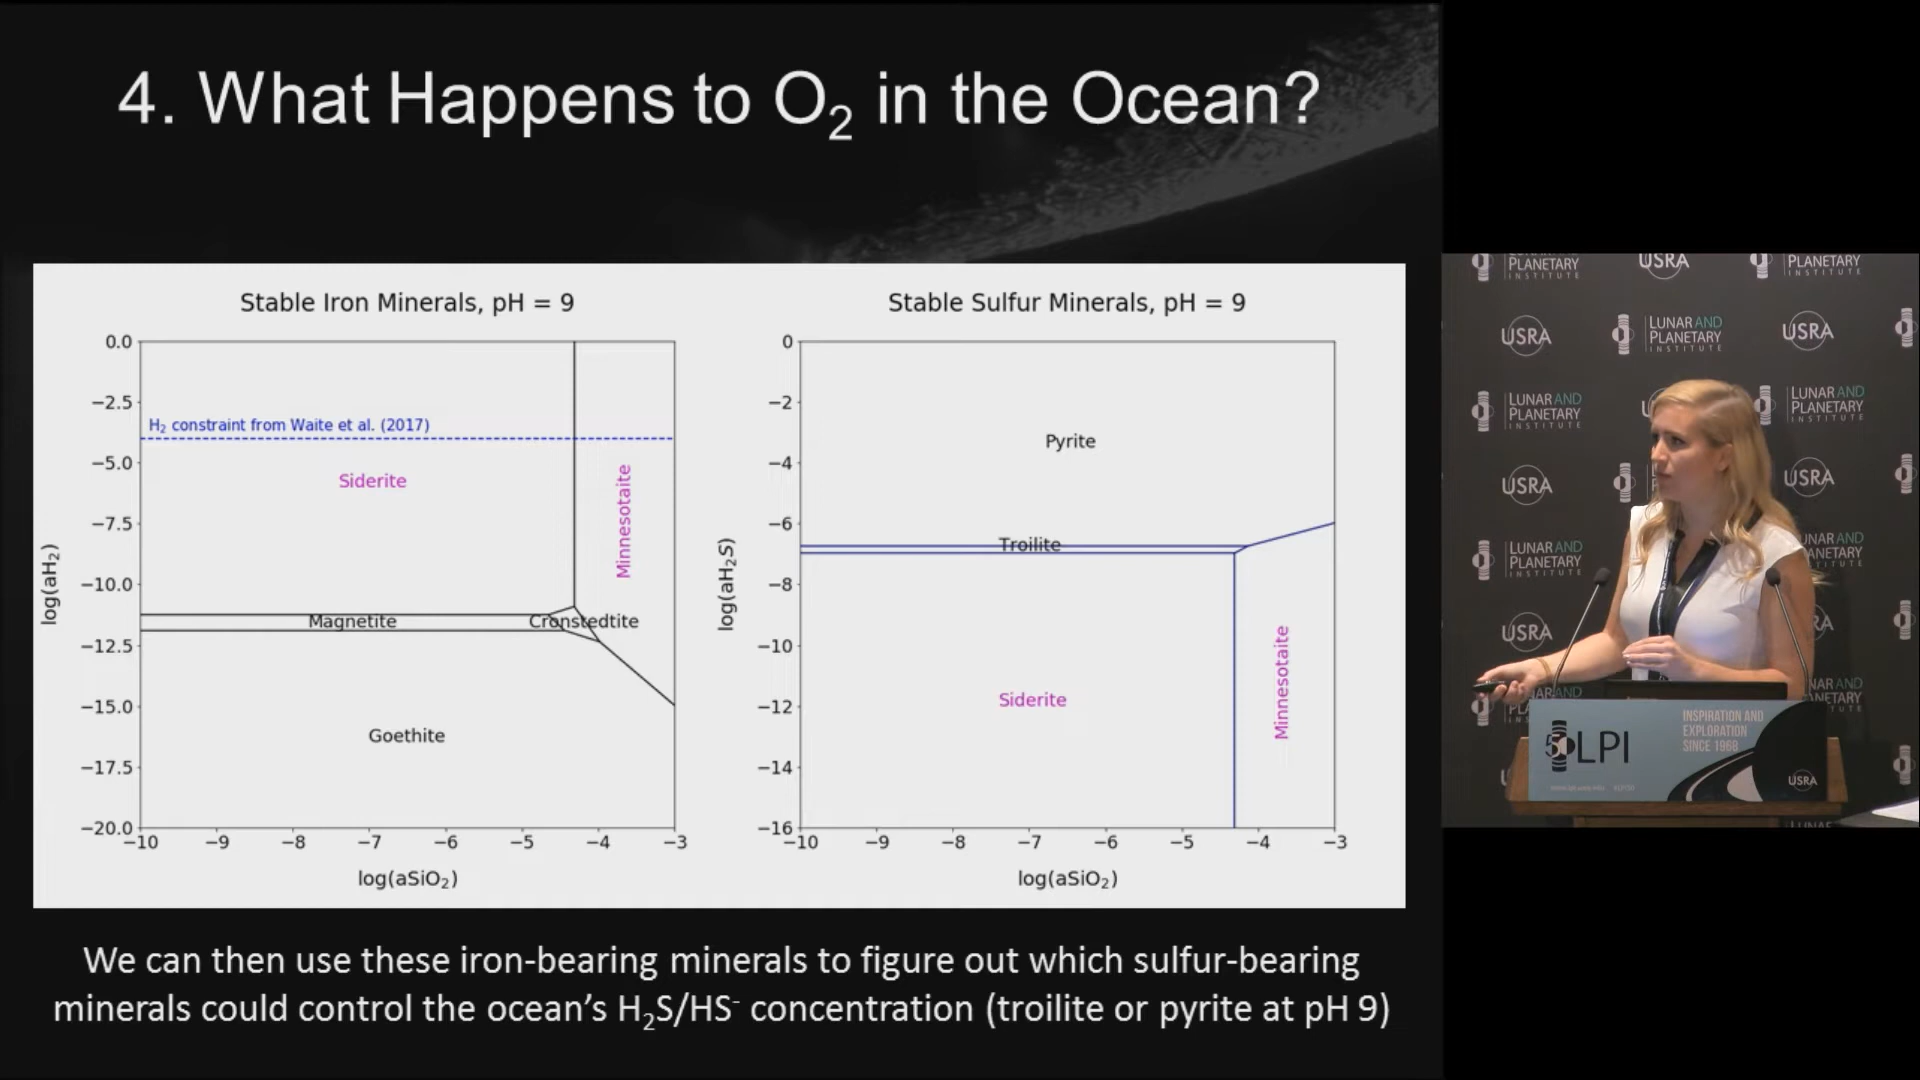 4. What Happens to O₂ in the Ocean?
Stable Iron Minerals, pH = 9
0.0
−2.5
−5.0
−7.5
−10.0
−12.5
−15.0
−17.5
−20.0
log(aH₂)
H₂ constraint from Waite et al. (2017)
Siderite
Minnesotaite
Magnetite
Cronstedtite
Goethite
−10 −9 −8 −7 −6 −5 −4 −3
log(aSiO₂)
Stable Sulfur Minerals, pH = 9
0
−2
−4
−6
−8
−10
−12
−14
−16
log(aH₂S)
Pyrite
Troilite
Siderite
Minnesotaite
−10 −9 −8 −7 −6 −5 −4 −3
log(aSiO₂)
We can then use these iron-bearing minerals to figure out which sulfur-bearing
minerals could control the ocean's H₂S/HS⁻ concentration (troilite or pyrite at pH 9)
PLANETARY
INSTITUTE
USRA
PLANETARY
INSTITUTE
USRA
LUNAR AND
PLANETARY
INSTITUTE
USRA
LUNAR AND
PLANETARY
INSTITUTE
LUNAR AND
PLANETARY
INSTITUTE
USRA
USRA
LUNAR AND
PLANETARY
INSTITUTE
USRA
50 LPI
INSPIRATION AND
EXPLORATION
SINCE 1968
USRA